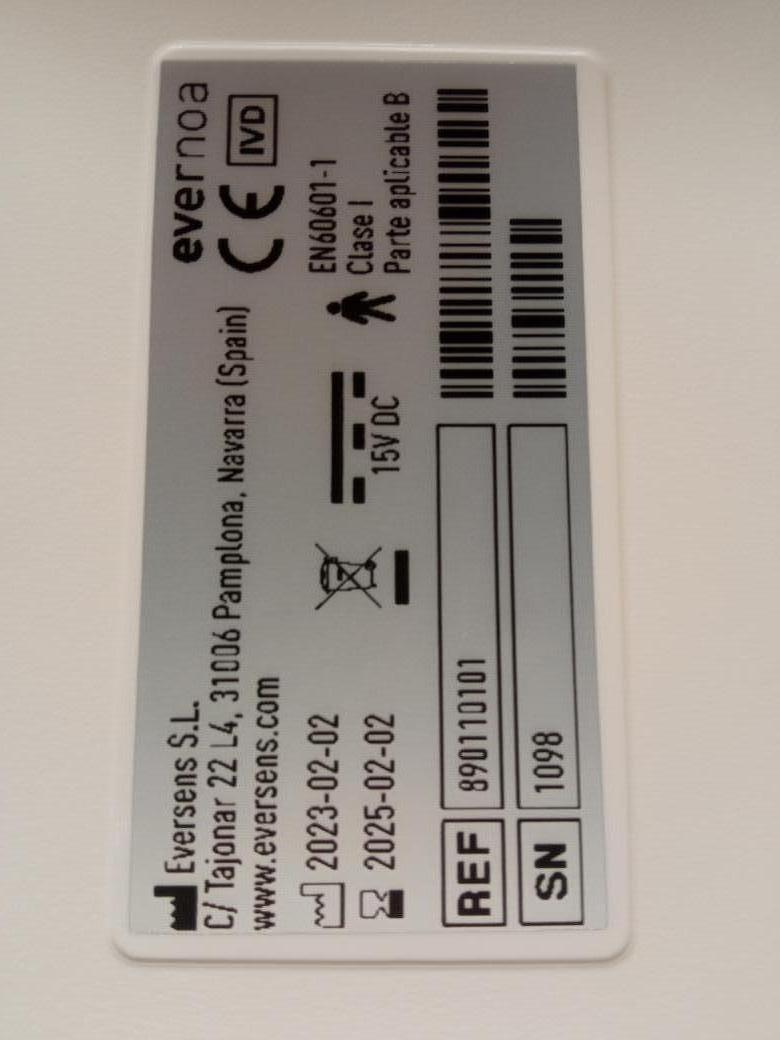 Eversens S.L.
C/ Tajonar 22 L4, 31006 Pamplona, Navarra (Spain)
www.eversens.com
evernoa
CE IVD
2023-02-02
2025-02-02
15V DC
EN60601-1
Clase I
Parte aplicable B
REF 890110101
SN 1098